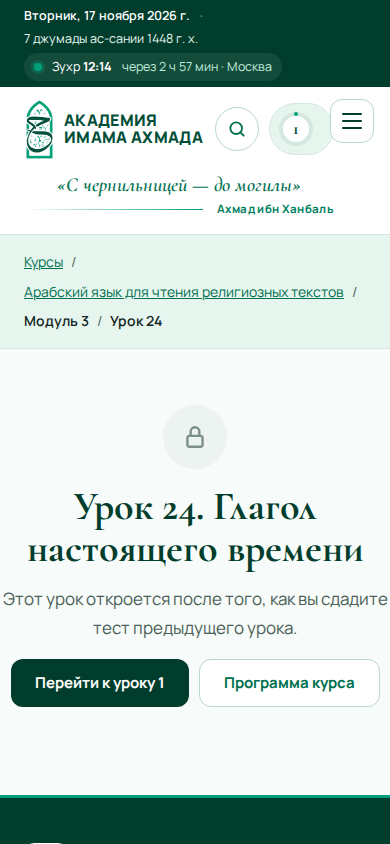 Вторник, 17 ноября 2026 г. ·
7 джумады ас-сании 1448 г. х.
Зухр 12:14 через 2 ч 57 мин · Москва
АКАДЕМИЯ
ИМАМА АХМАДА
1
«С чернильницей — до могилы»
Ахмад ибн Ханбаль
Курсы /
Арабский язык для чтения религиозных текстов /
Модуль 3 / Урок 24
Урок 24. Глагол
настоящего времени
Этот урок откроется после того, как вы сдадите
тест предыдущего урока.
Перейти к уроку 1
Программа курса